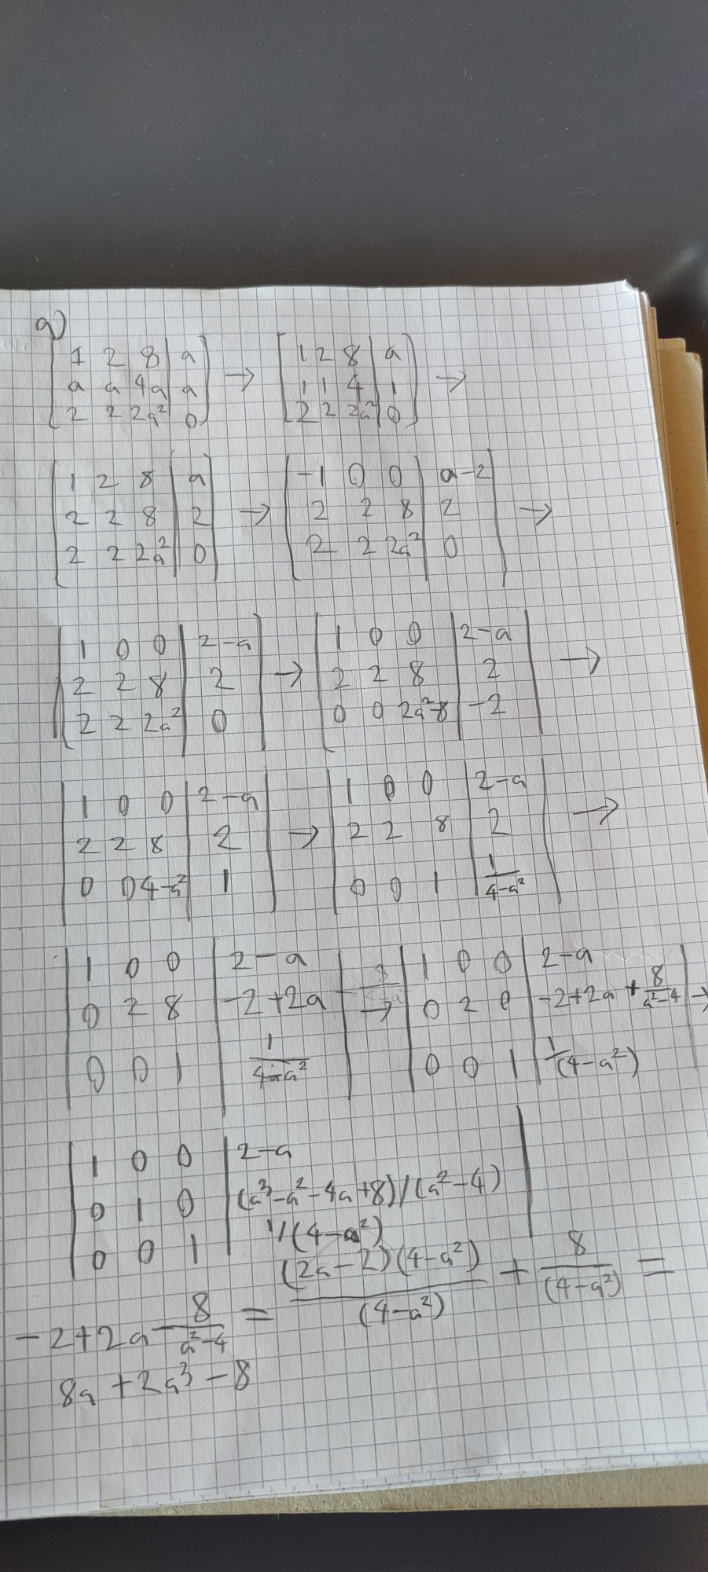 a)
1 2 8 | a → 1 2 8 | a →
a a 4a | a 1 1 4 | 1
2 2 2a² | 0 2 2 2a² | 0
1 2 8 | a → -1 0 0 | a-2 →
2 2 8 | 2 2 2 8 | 2
2 2 2a² | 0 2 2 2a² | 0
1 0 0 | 2-a → 1 0 0 | 2-a →
2 2 8 | 2 2 2 8 | 2
2 2 2a² | 0 0 0 2a²-8 | -2
1 0 0 | 2-a → 1 0 0 | 2-a →
2 2 8 | 2 2 2 8 | 2
0 0 4-a² | 1 0 0 1 | 1/4-a²
1 0 0 | 2-a → 1 0 0 | 2-a →
0 2 8 | -2+2a 0 2 0 | -2+2a + 8/a²-4
0 0 1 | 1/4-a² 0 0 1 | 1/(4-a²)
1 0 0 | 2-a
0 1 0 | (a³-a²-4a+8)/(a²-4)
0 0 1 | 1/(4-a²)
-2+2a - 8/a²-4 = (2a-2)(4-a²)/(4-a²) + 8/(4-a²) =
8a+2a³-8